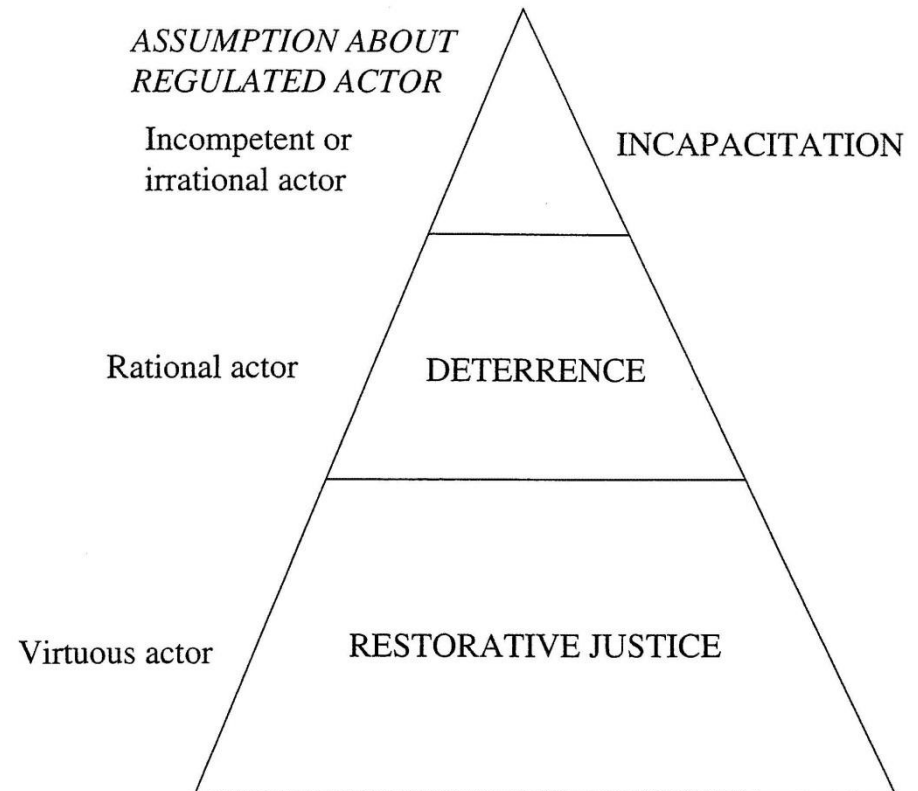 ASSUMPTION ABOUT
REGULATED ACTOR
Incompetent or
irrational actor
INCAPACITATION
Rational actor
DETERRENCE
Virtuous actor
RESTORATIVE JUSTICE